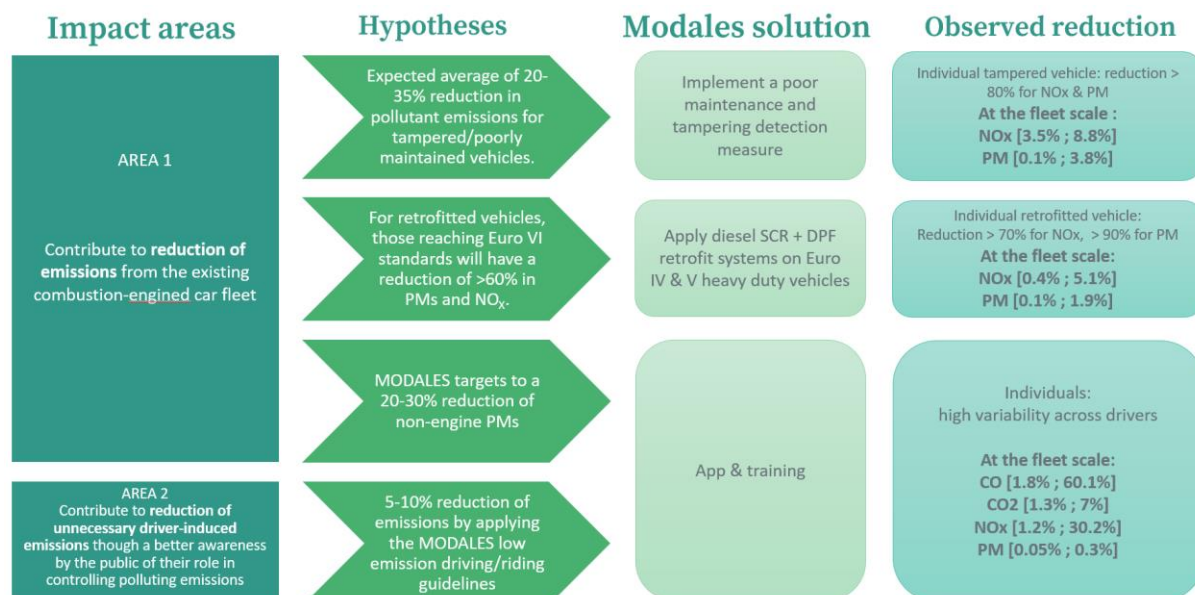 Impact areas
Hypotheses
Modales solution
Observed reduction
AREA 1
Contribute to reduction of
emissions from the existing
combustion-engined car fleet
Expected average of 20-
35% reduction in
pollutant emissions for
tampered/poorly
maintained vehicles.
Implement a poor
maintenance and
tampering detection
measure
Individual tampered vehicle: reduction >
80% for NOx & PM
At the fleet scale :
NOx [3.5% ; 8.8%]
PM [0.1% ; 3.8%]
For retrofitted vehicles,
those reaching Euro VI
standards will have a
reduction of >60% in
PMs and NOX.
Apply diesel SCR + DPF
retrofit systems on Euro
IV & V heavy duty vehicles
Individual retrofitted vehicle:
Reduction > 70% for NOx, > 90% for PM
At the fleet scale:
NOx [0.4% ; 5.1%]
PM [0.1% ; 1.9%]
MODALES targets to a
20-30% reduction of
non-engine PMs
App & training
Individuals:
high variability across drivers
At the fleet scale:
CO [1.8% ; 60.1%]
CO2 [1.3% ; 7%]
NOx [1.2% ; 30.2%]
PM [0.05% ; 0.3%]
AREA 2
Contribute to reduction of
unnecessary driver-induced
emissions though a better awareness
by the public of their role in
controlling polluting emissions
5-10% reduction of
emissions by applying
the MODALES low
emission driving/riding
guidelines